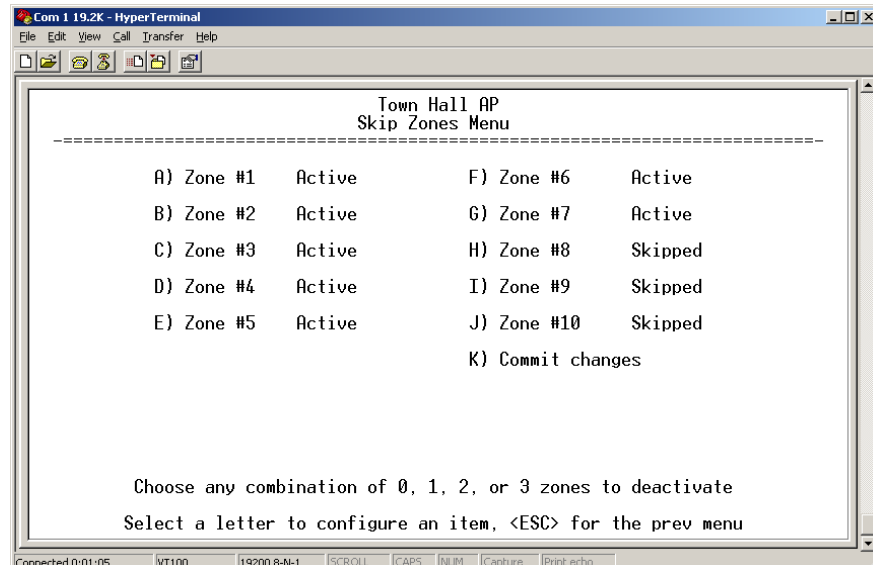 Com 1 19.2K - HyperTerminal
File Edit View Call Transfer Help
Town Hall AP
Skip Zones Menu
-==========================================================================-
A) Zone #1 Active F) Zone #6 Active
B) Zone #2 Active G) Zone #7 Active
C) Zone #3 Active H) Zone #8 Skipped
D) Zone #4 Active I) Zone #9 Skipped
E) Zone #5 Active J) Zone #10 Skipped
K) Commit changes
Choose any combination of 0, 1, 2, or 3 zones to deactivate
Select a letter to configure an item, <ESC> for the prev menu
Connected 0:01:05 VT100 19200 8-N-1 SCROLL CAPS NUM Capture Print echo